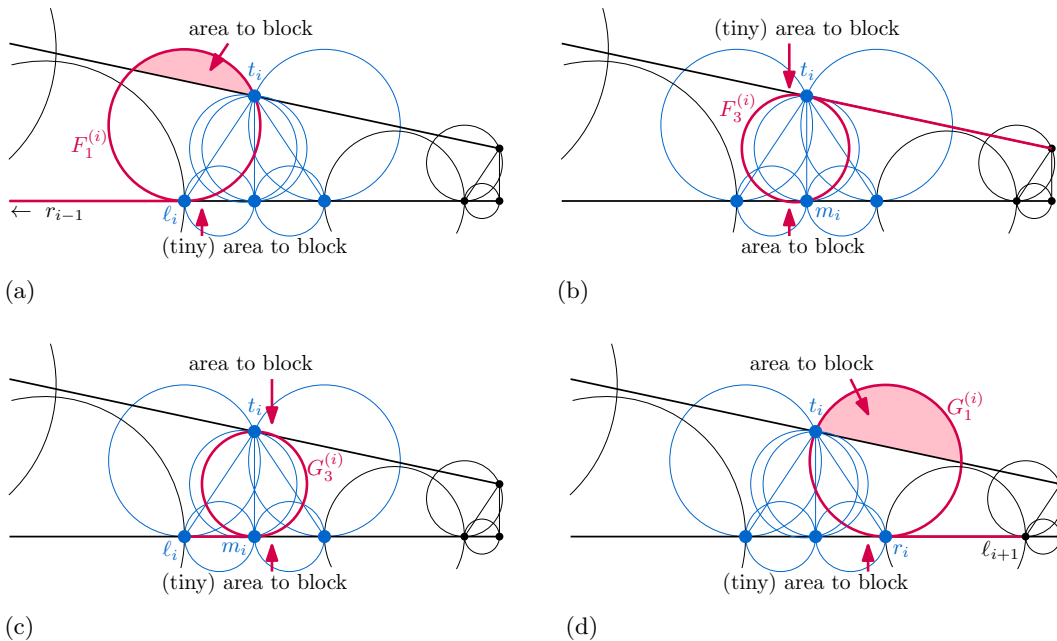 area to block
t_i
F_1^{(i)}
← r_{i−1}
ℓ_i
(tiny) area to block
(a)
(tiny) area to block
t_i
F_3^{(i)}
m_i
area to block
(b)
area to block
t_i
G_3^{(i)}
ℓ_i
m_i
(tiny) area to block
(c)
area to block
t_i
G_1^{(i)}
r_i
ℓ_{i+1}
(tiny) area to block
(d)